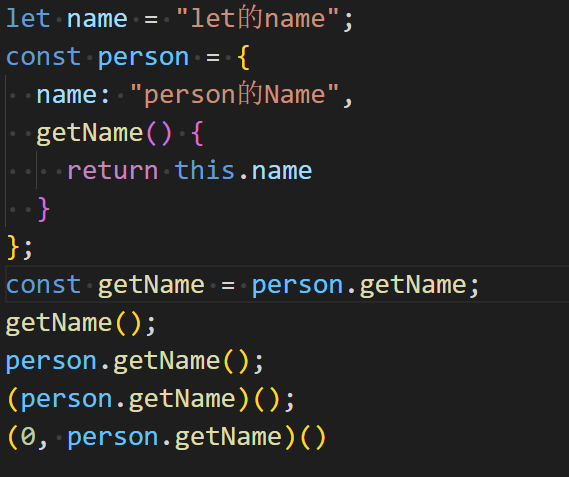 let name = "let的name";
const person = {
  name: "person的Name",
  getName() {
    return this.name
  }
};
const getName = person.getName;
getName();
person.getName();
(person.getName)();
(0, person.getName)()